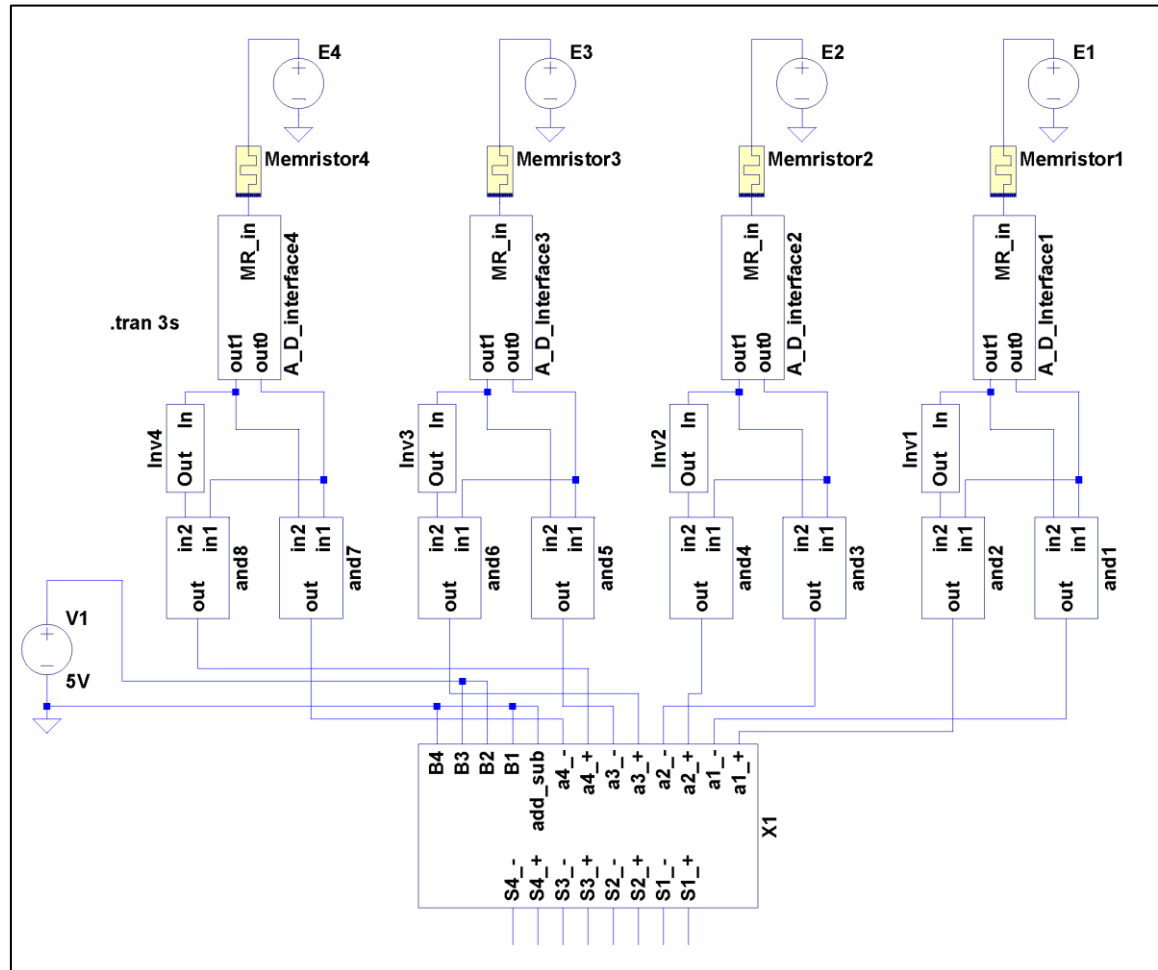 E4
E3
E2
E1
Memristor4
Memristor3
Memristor2
Memristor1
MR_in
out1
out0
A_D_interface4
MR_in
out1
out0
A_D_Interface3
MR_in
out1
out0
A_D_interface2
MR_in
out1
out0
A_D_Interface1
.tran 3s
Inv4
In
Out
Inv3
In
Out
Inv2
In
Out
Inv1
In
Out
in2
in1
out
and8
in2
in1
out
and7
in2
in1
out
and6
in2
in1
out
and5
in2
in1
out
and4
in2
in1
out
and3
in2
in1
out
and2
in2
in1
out
and1
V1
5V
B4
B3
B2
B1
add_sub
a4_-
a4_+
a3_-
a3_+
a2_-
a2_+
a1_-
a1_+
X1
S4_-
S4_+
S3_-
S3_+
S2_-
S2_+
S1_-
S1_+